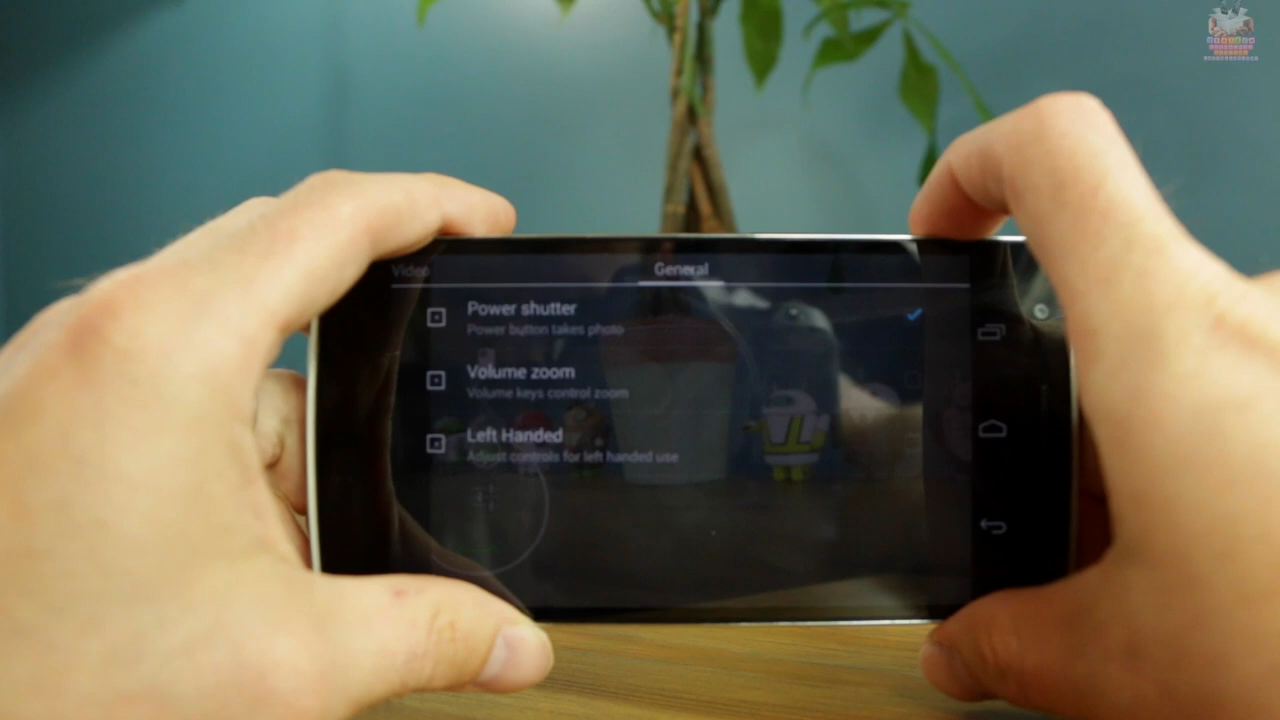 Video
General
Power shutter
Power button takes photo
Volume zoom
Volume keys control zoom
Left Handed
Adjust controls for left handed use